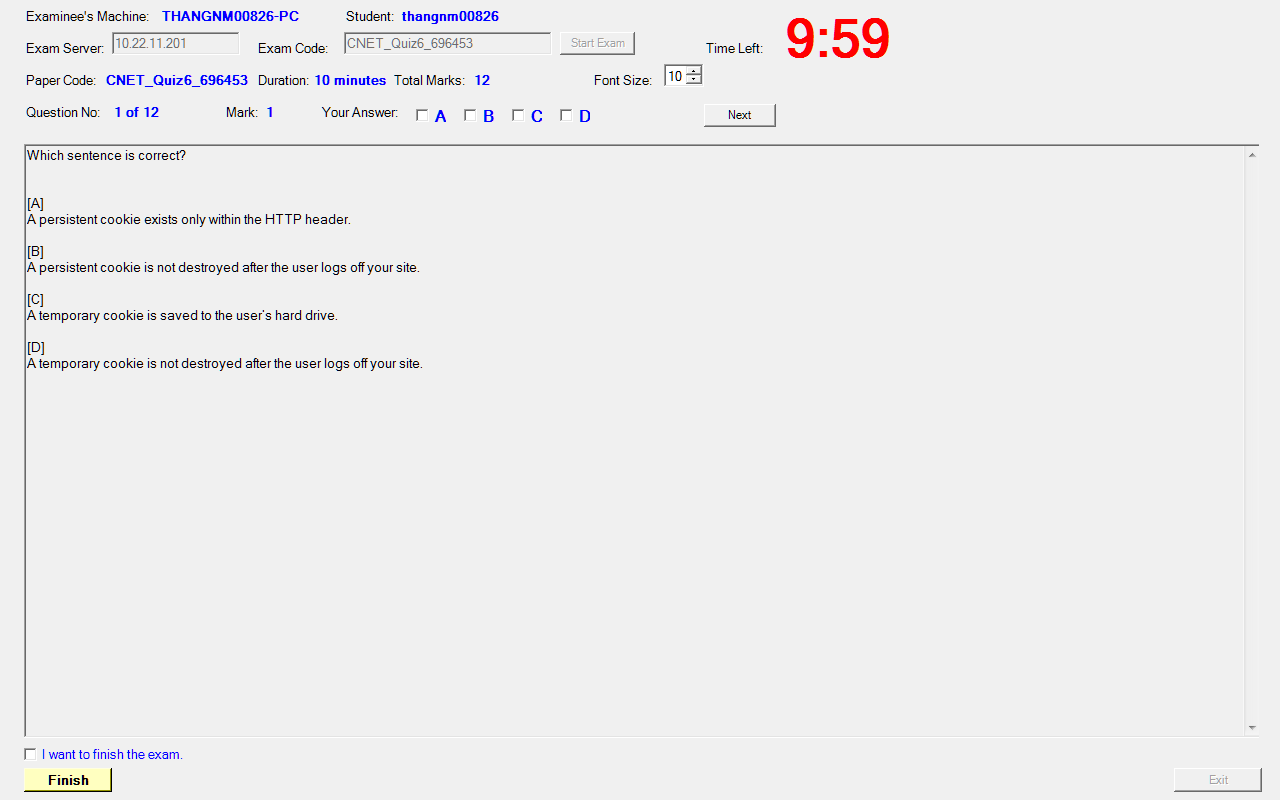 Examinee's Machine: THANGNM00826-PC Student: thangnm00826
Exam Server: 10.22.11.201 Exam Code: CNET_Quiz6_696453 Start Exam Time Left: 9:59
Paper Code: CNET_Quiz6_696453 Duration: 10 minutes Total Marks: 12 Font Size: 10
Question No: 1 of 12 Mark: 1 Your Answer: A B C D Next
Which sentence is correct?
[A]
A persistent cookie exists only within the HTTP header.
[B]
A persistent cookie is not destroyed after the user logs off your site.
[C]
A temporary cookie is saved to the user's hard drive.
[D]
A temporary cookie is not destroyed after the user logs off your site.
I want to finish the exam.
Finish Exit